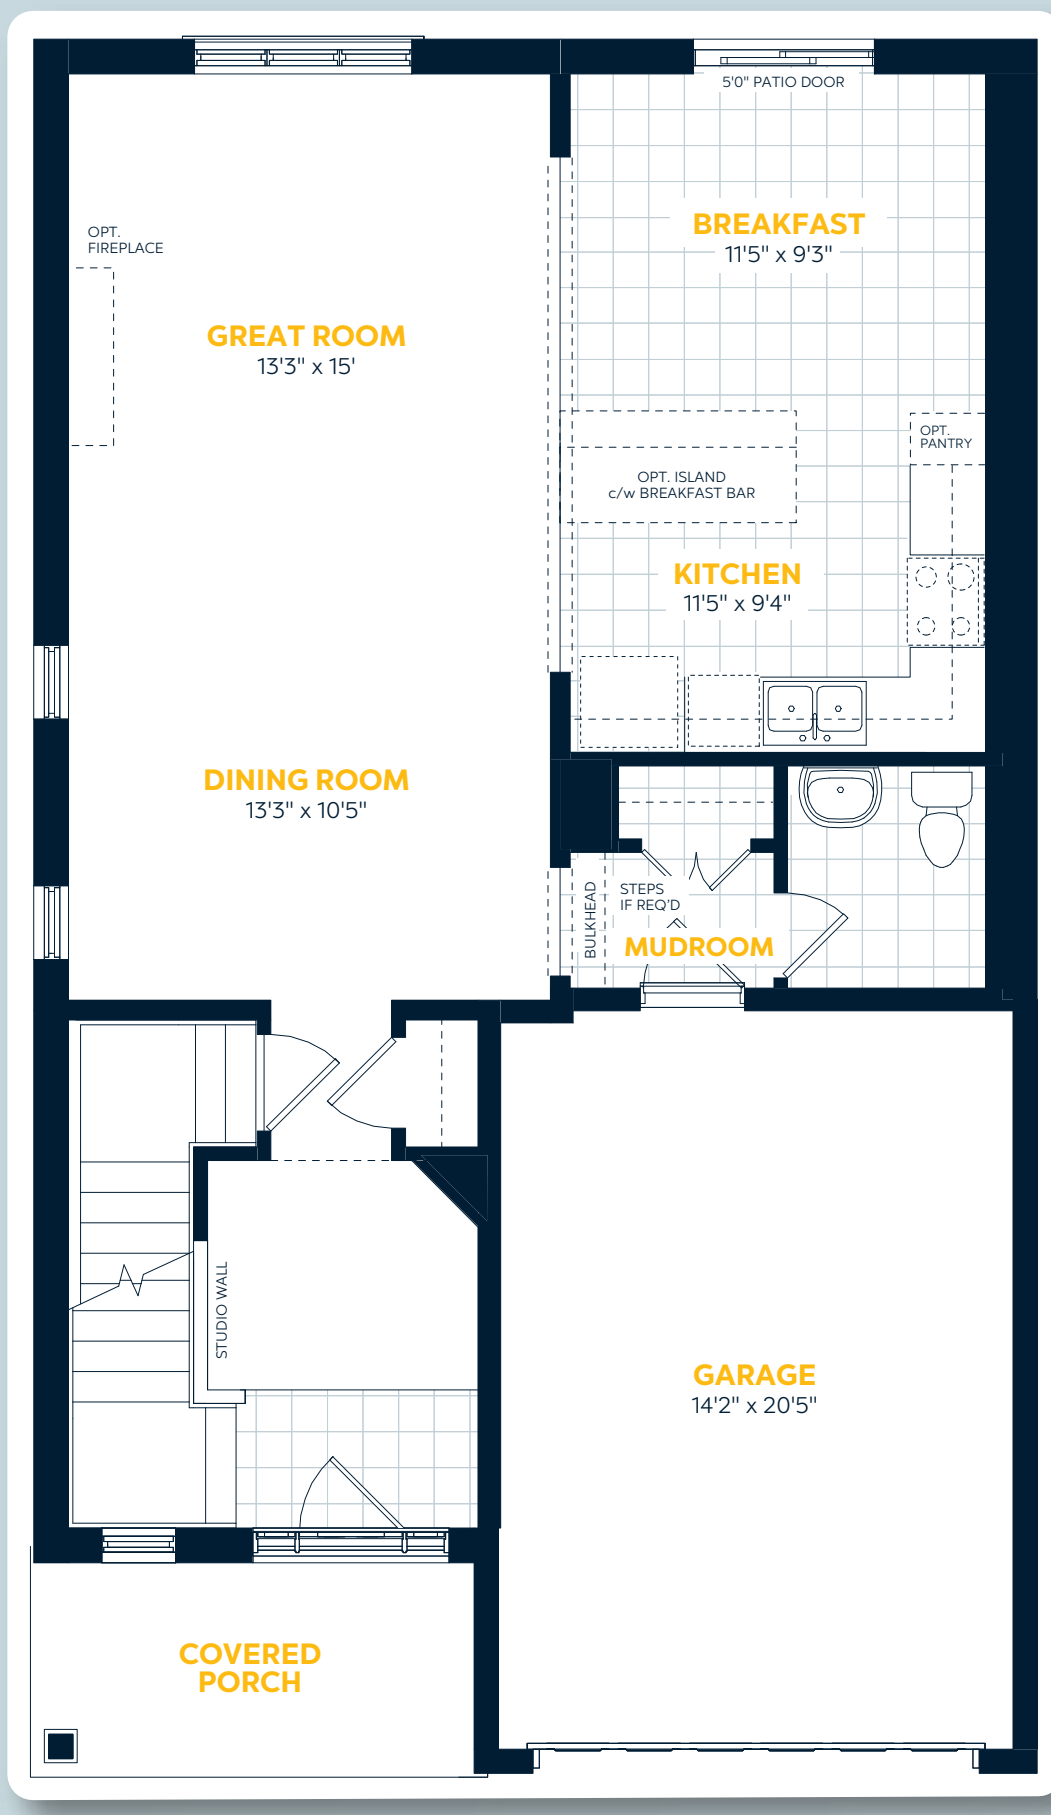 5'0" PATIO DOOR
BREAKFAST
11'5" x 9'3"
OPT.
FIREPLACE
GREAT ROOM
13'3" x 15'
OPT.
PANTRY
OPT. ISLAND
c/w BREAKFAST BAR
KITCHEN
11'5" x 9'4"
DINING ROOM
13'3" x 10'5"
BULKHEAD
STEPS
IF REQ'D
MUDROOM
STUDIO WALL
GARAGE
14'2" x 20'5"
COVERED
PORCH